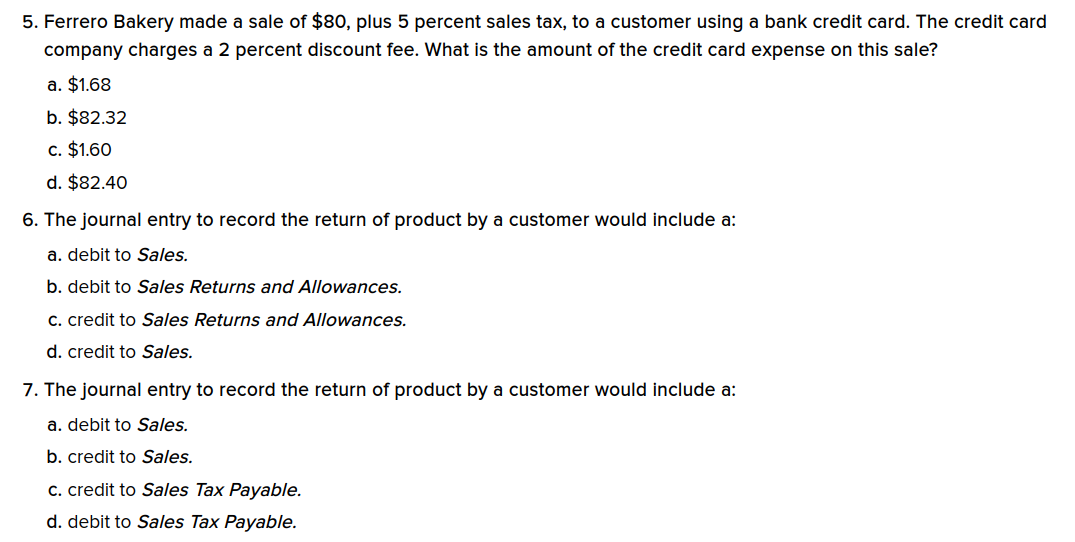 5. Ferrero Bakery made a sale of $80, plus 5 percent sales tax, to a customer using a bank credit card. The credit card
company charges a 2 percent discount fee. What is the amount of the credit card expense on this sale?
a. $1.68
b. $82.32
c. $1.60
d. $82.40
6. The journal entry to record the return of product by a customer would include a:
a. debit to Sales.
b. debit to Sales Returns and Allowances.
c. credit to Sales Returns and Allowances.
d. credit to Sales.
7. The journal entry to record the return of product by a customer would include a:
a. debit to Sales.
b. credit to Sales.
c. credit to Sales Tax Payable.
d. debit to Sales Tax Payable.